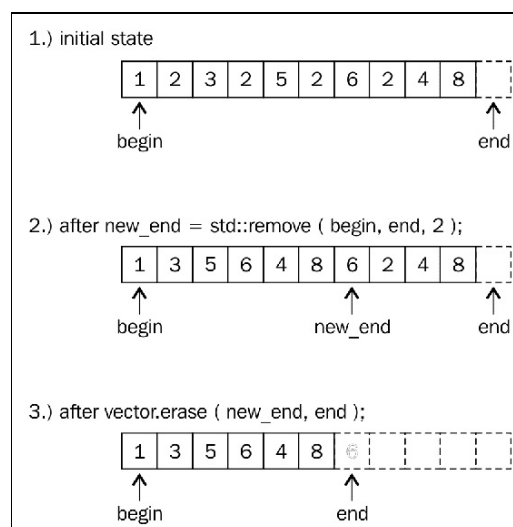 1.) initial state
1 2 3 2 5 2 6 2 4 8
begin end
2.) after new_end = std::remove ( begin, end, 2 );
1 3 5 6 4 8 6 2 4 8
begin new_end end
3.) after vector.erase ( new_end, end );
1 3 5 6 4 8 6
begin end